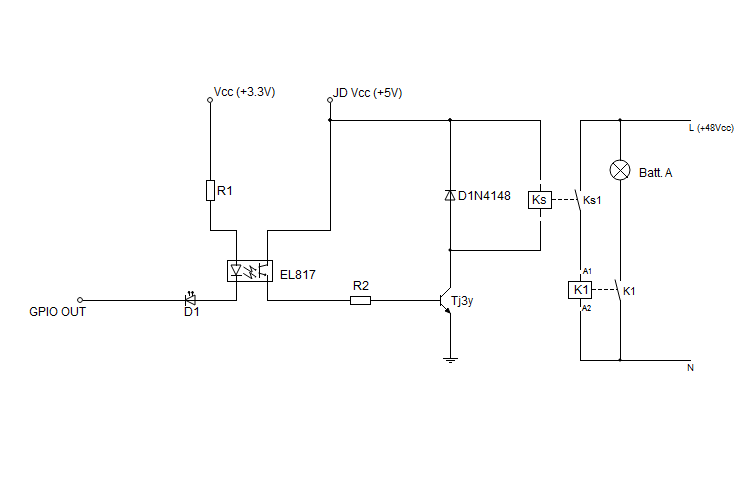 Vcc (+3.3V)
JD Vcc (+5V)
L (+48Vcc)
R1
D1N4148
Ks
Ks1
Batt. A
EL817
A1
R2
K1
K1
GPIO OUT
D1
Tj3y
A2
N